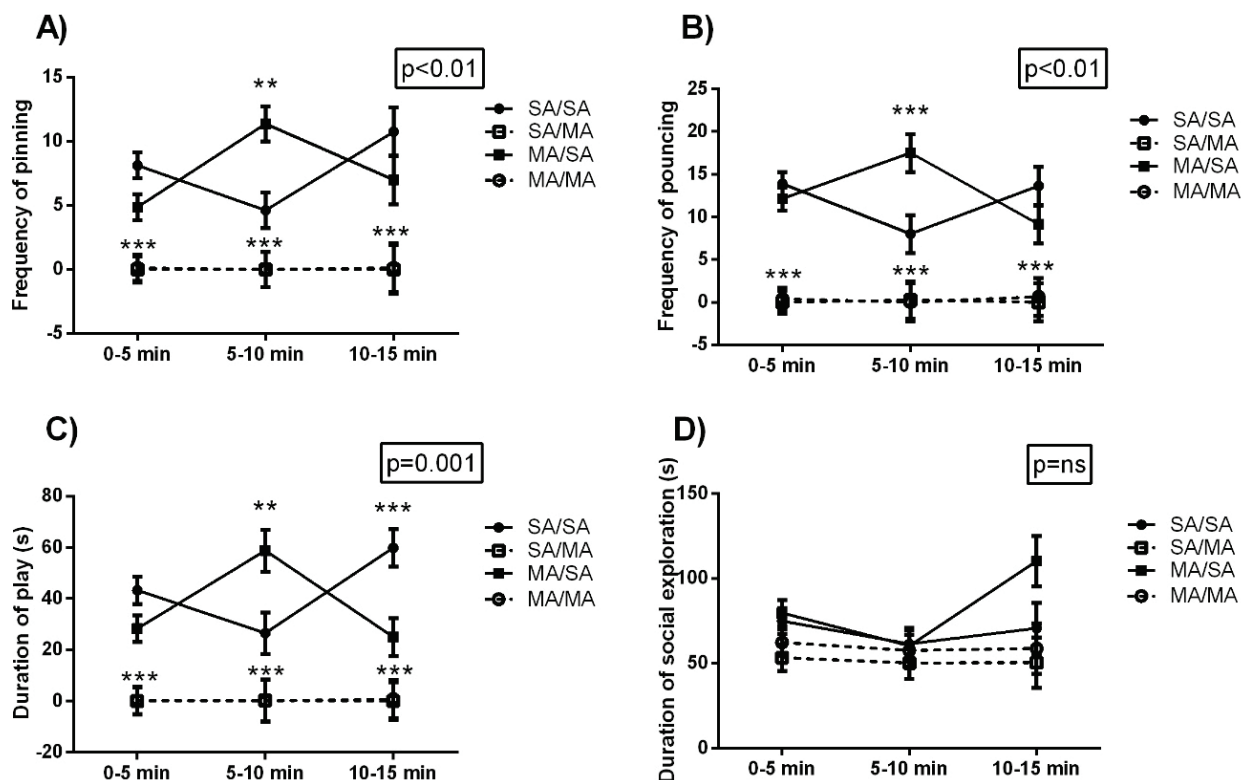 A)
p<0.01
**
Frequency of pinning
15
10
5
0
-5
***
***
***
0-5 min
5-10 min
10-15 min
SA/SA
SA/MA
MA/SA
MA/MA
B)
p<0.01
***
Frequency of pouncing
25
20
15
10
5
0
-5
***
***
***
0-5 min
5-10 min
10-15 min
SA/SA
SA/MA
MA/SA
MA/MA
C)
p=0.001
**
***
Duration of play (s)
80
60
40
20
0
-20
***
***
***
0-5 min
5-10 min
10-15 min
SA/SA
SA/MA
MA/SA
MA/MA
D)
p=ns
Duration of social exploration (s)
150
100
50
0
0-5 min
5-10 min
10-15 min
SA/SA
SA/MA
MA/SA
MA/MA